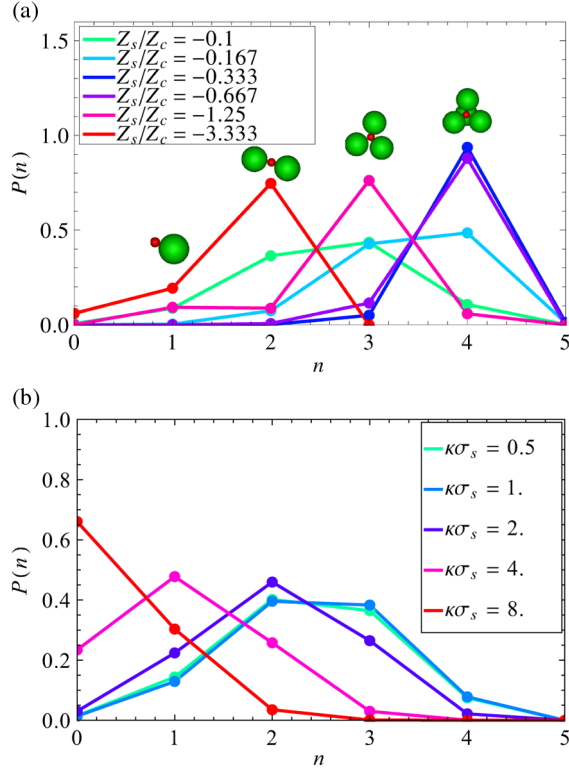 (a)
1.5
1.0
0.5
0.0
P(n)
Z_s/Z_c = −0.1
Z_s/Z_c = −0.167
Z_s/Z_c = −0.333
Z_s/Z_c = −0.667
Z_s/Z_c = −1.25
Z_s/Z_c = −3.333
0 1 2 3 4 5
n
(b)
1.0
0.8
0.6
0.4
0.2
0.0
P(n)
κσ_s = 0.5
κσ_s = 1.
κσ_s = 2.
κσ_s = 4.
κσ_s = 8.
0 1 2 3 4 5
n